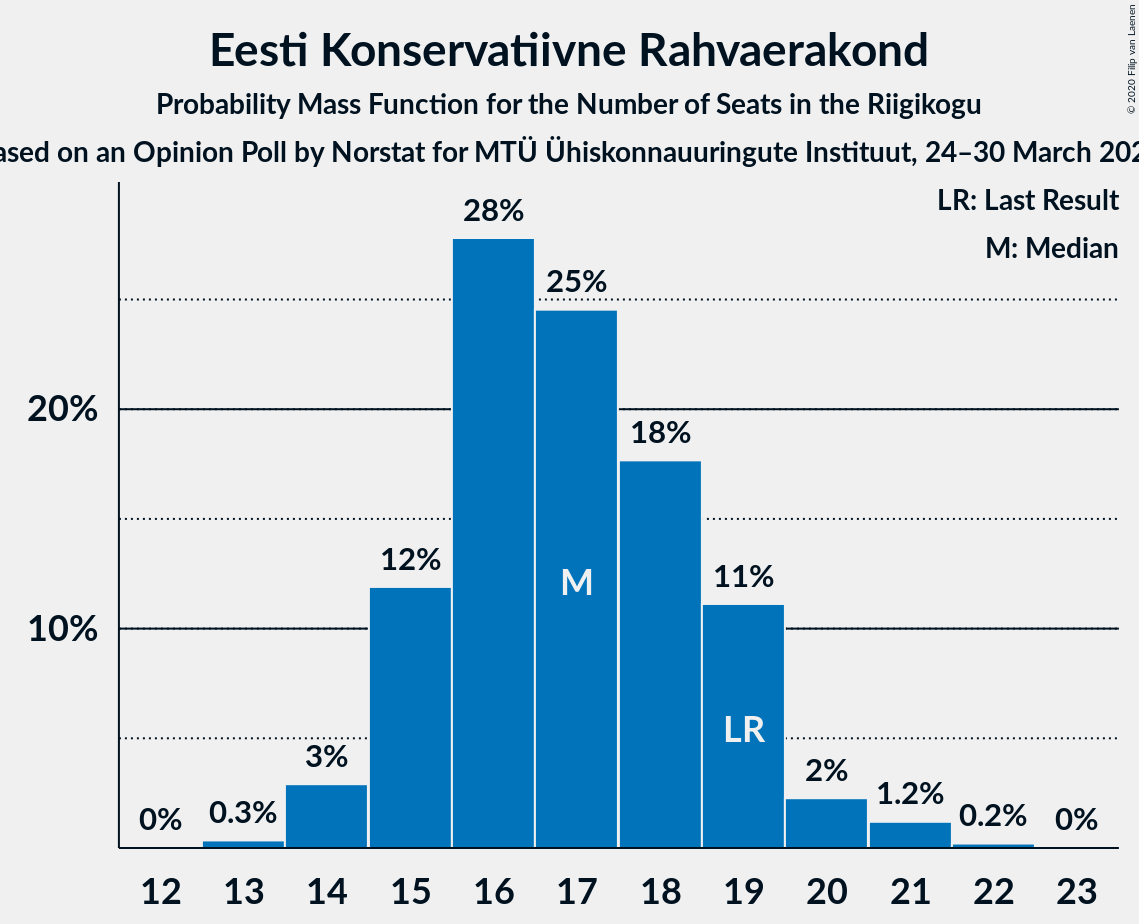 Eesti Konservatiivne Rahvaerakond
Probability Mass Function for the Number of Seats in the Riigikogu
ased on an Opinion Poll by Norstat for MTÜ Ühiskonnauuringute Instituut, 24–30 March 202
© 2020 Filip van Laenen
LR: Last Result
M: Median
28%
25%
20%
18%
12%
11%
M
10%
LR
3%
2%
1.2%
0%
0.3%
0.2%
0%
12 13 14 15 16 17 18 19 20 21 22 23